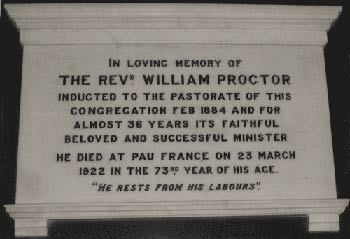 IN LOVING MEMORY OF
THE REVD WILLIAM PROCTOR
INDUCTED TO THE PASTORATE OF THIS
CONGREGATION FEB 1884 AND FOR
ALMOST 36 YEARS ITS FAITHFUL
BELOVED AND SUCCESSFUL MINISTER
HE DIED AT PAU FRANCE ON 23 MARCH
1922 IN THE 73RD YEAR OF HIS AGE.
"HE RESTS FROM HIS LABOURS".